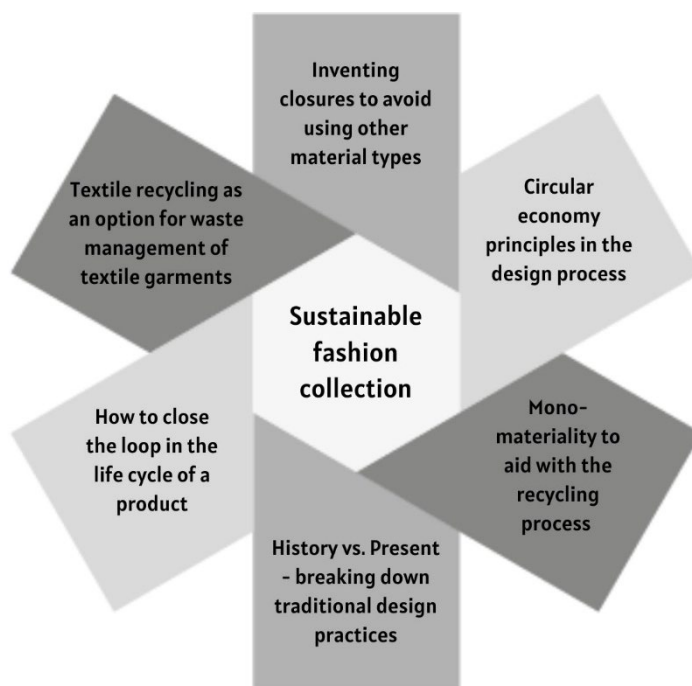 Inventing
closures to avoid
using other
material types
Circular
economy
principles in the
design process
Mono-
materiality to
aid with the
recycling
process
History vs. Present
- breaking down
traditional design
practices
How to close
the loop in the
life cycle of a
product
Textile recycling as
an option for waste
management of
textile garments
Sustainable
fashion
collection